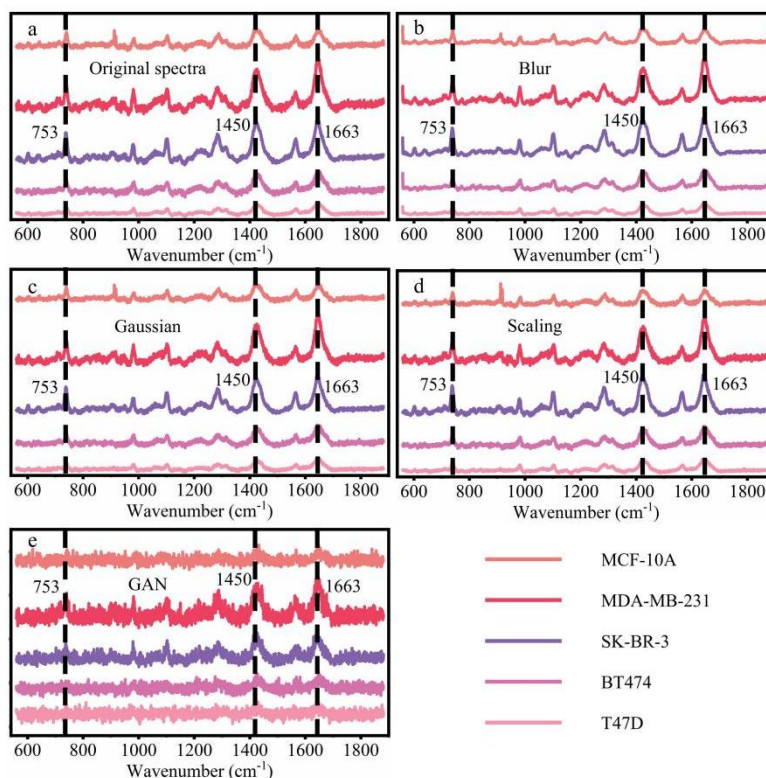 a
Original spectra
753
1450
1663
600 800 1000 1200 1400 1600 1800
Wavenumber (cm⁻¹)
b
Blur
753
1450
1663
600 800 1000 1200 1400 1600 1800
Wavenumber (cm⁻¹)
c
Gaussian
753
1450
1663
600 800 1000 1200 1400 1600 1800
Wavenumber (cm⁻¹)
d
Scaling
753
1450
1663
600 800 1000 1200 1400 1600 1800
Wavenumber (cm⁻¹)
e
GAN
753
1450
1663
600 800 1000 1200 1400 1600 1800
Wavenumber (cm⁻¹)
MCF-10A
MDA-MB-231
SK-BR-3
BT474
T47D